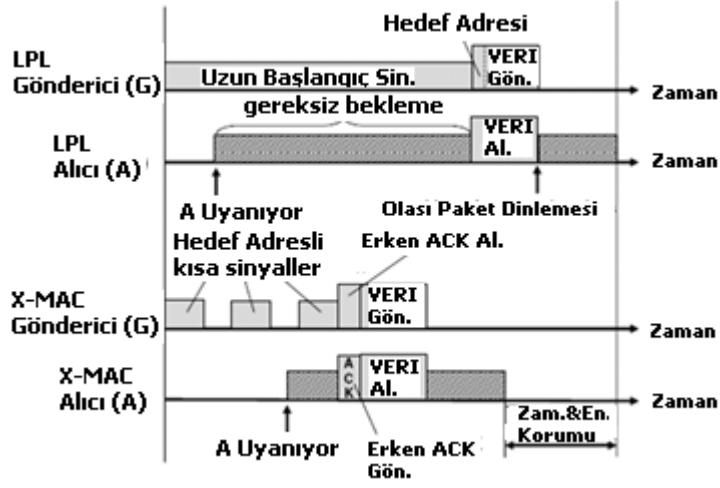 Hedef Adresi
LPL
Gönderici (G)
Uzun Başlangıç Sin.
VERI
Gön.
Zaman
gereksiz bekleme
LPL
Alıcı (A)
VERI
Al.
Zaman
A Uyanıyor
Olası Paket Dinlemesi
Hedef Adresli
kısa sinyaller
Erken ACK Al.
X-MAC
Gönderici (G)
VERI
Gön.
Zaman
X-MAC
Alıcı (A)
ACK
VERI
Al.
Zaman
Zam.&En.
Korumu
A Uyanıyor
Erken ACK
Gön.